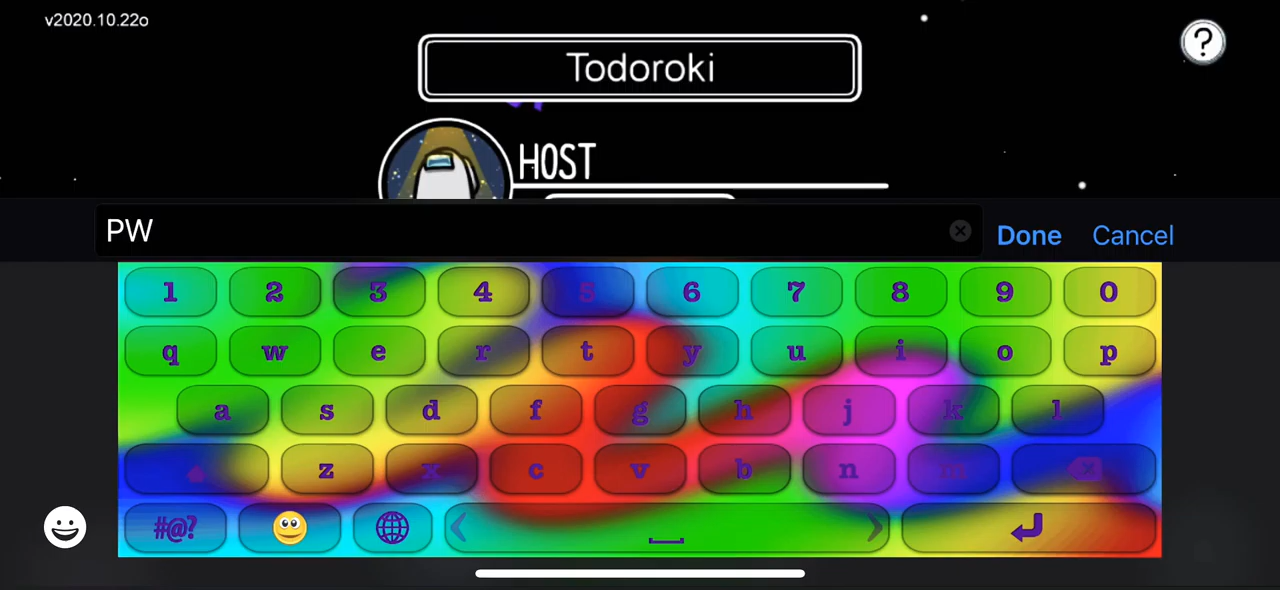 v2020.10.22o
?
Todoroki
HOST
PW
Done Cancel
1 2 3 4 5 6 7 8 9 0
q w e r t y u i o p
a s d f g h j k l
z x c v b n m
#@?